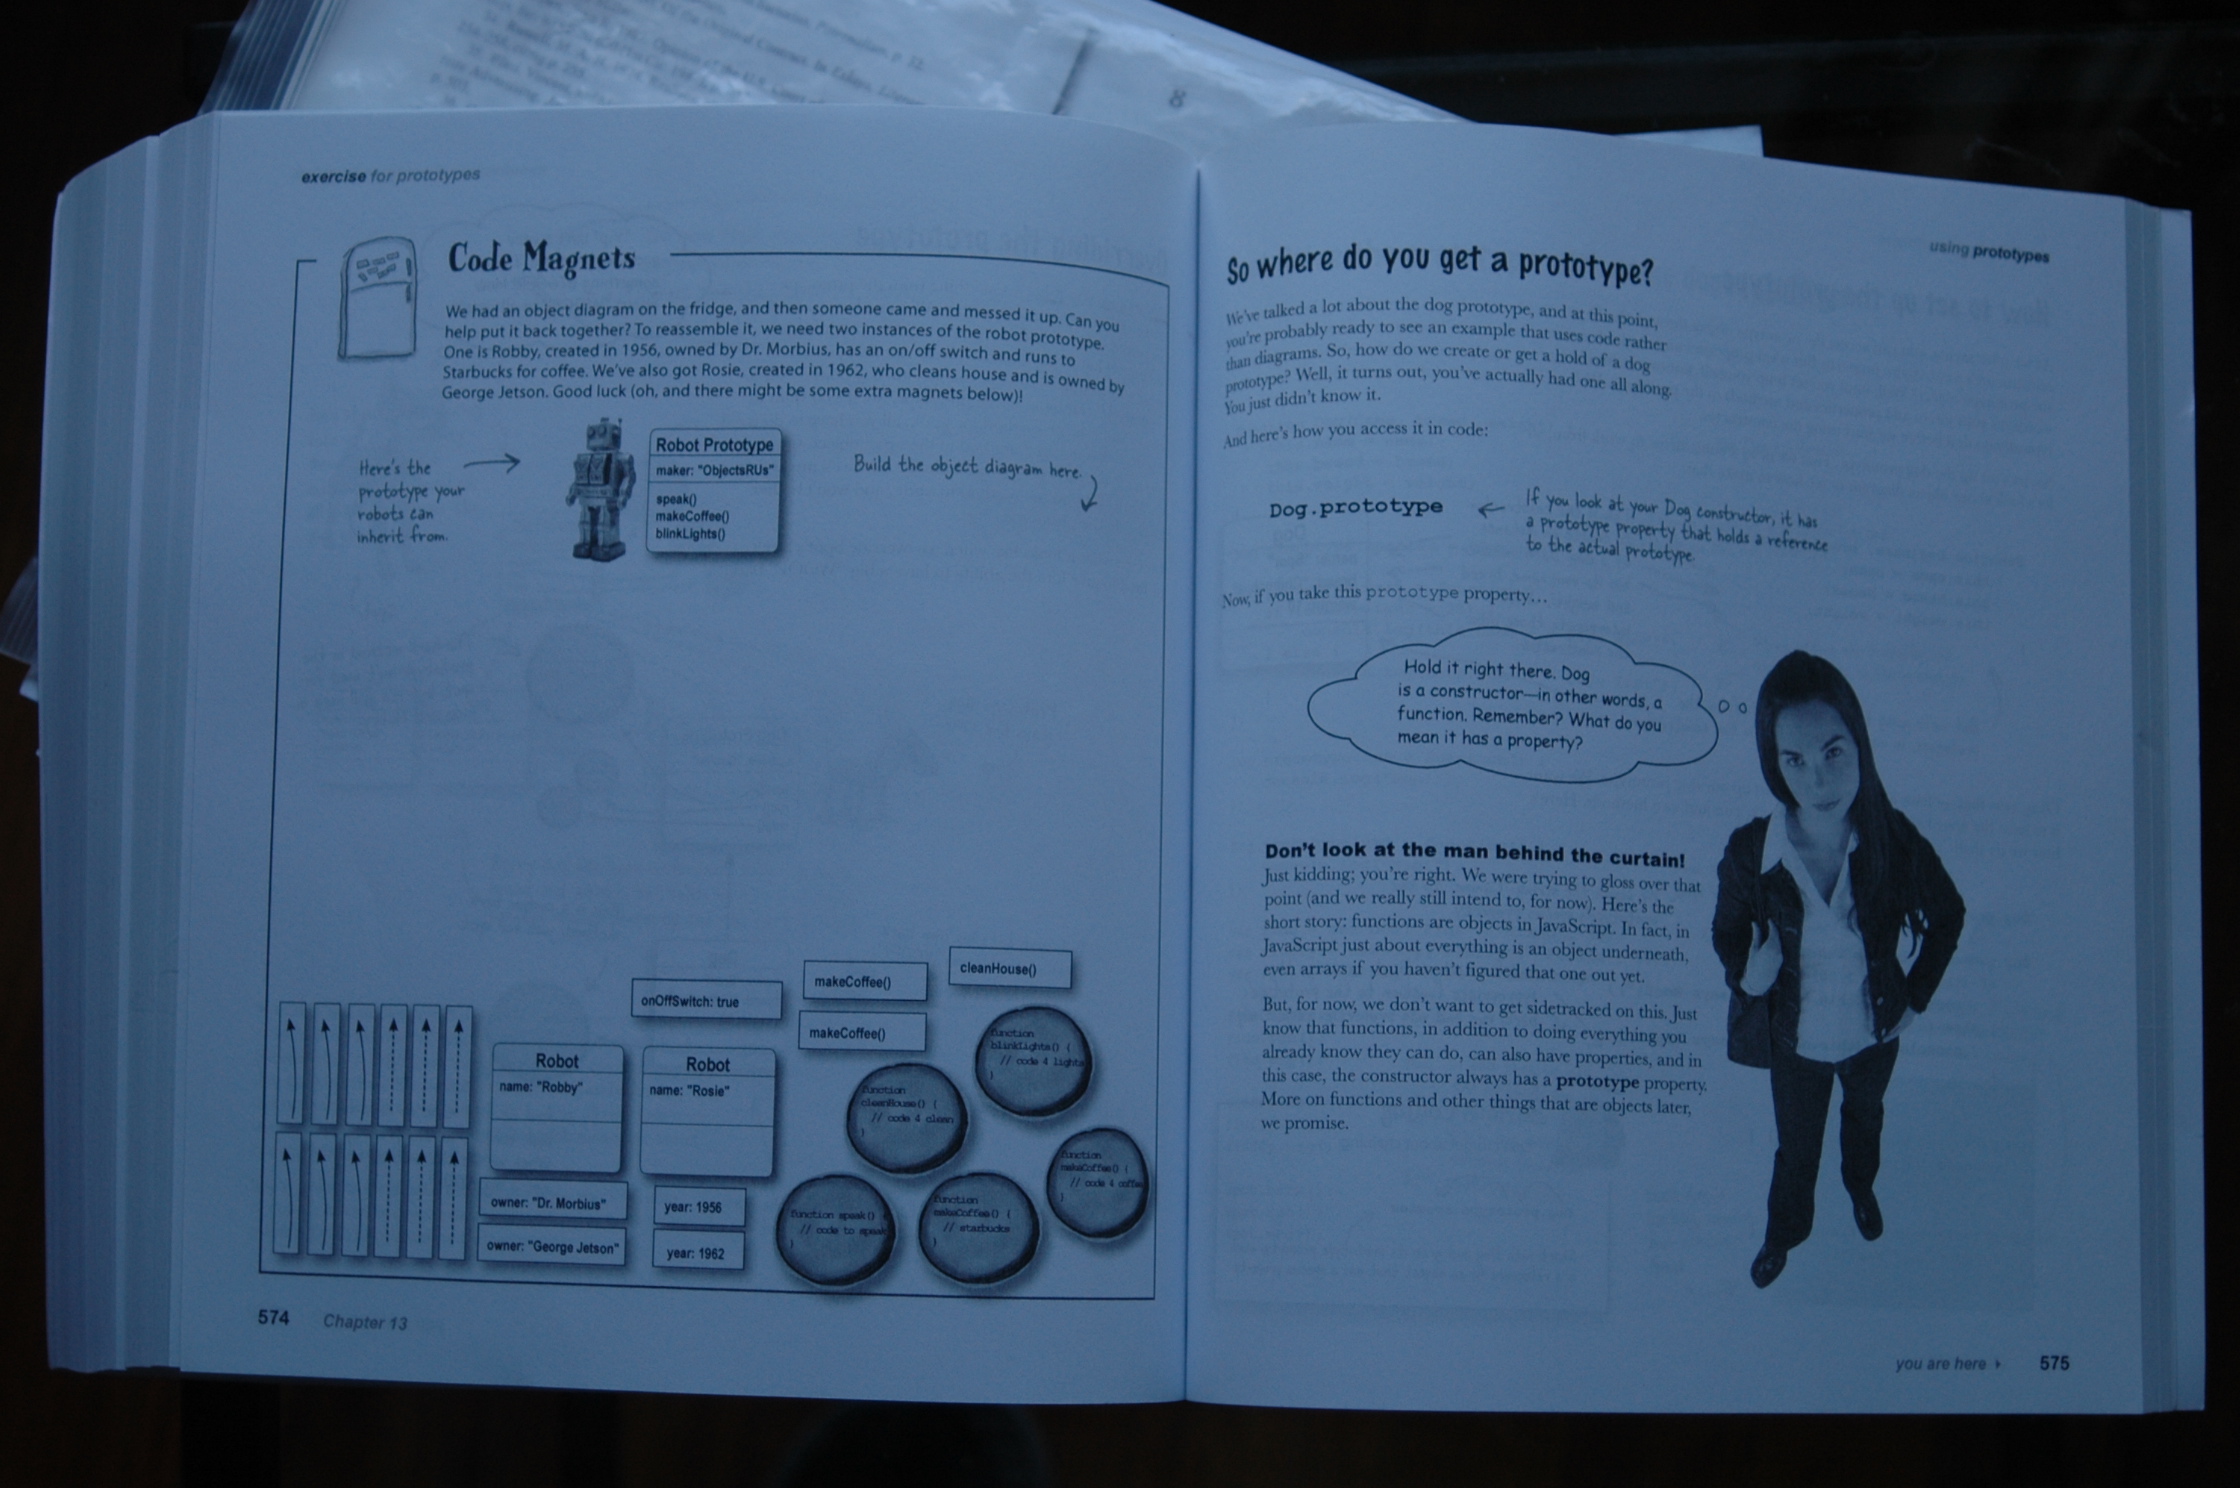 Precedent, p. 12.
of the Original Contract. In Essays, Literary
8
exercise for prototypes
Code Magnets
We had an object diagram on the fridge, and then someone came and messed it up. Can you
help put it back together? To reassemble it, we need two instances of the robot prototype.
One is Robby, created in 1956, owned by Dr. Morbius, has an on/off switch and runs to
Starbucks for coffee. We've also got Rosie, created in 1962, who cleans house and is owned by
George Jetson. Good luck (oh, and there might be some extra magnets below)!
Here's the
prototype your
robots can
inherit from.
Robot Prototype
maker: "ObjectsRUs"
speak()
makeCoffee()
blinkLights()
Build the object diagram here.
cleanHouse()
makeCoffee()
onOffSwitch: true
makeCoffee()
function
blinkLights() {
// code 4 lights
}
Robot
name: "Robby"
Robot
name: "Rosie"
function
cleanHouse() {
// code 4 clean
}
function
makeCoffee() {
// code 4 coffe
}
owner: "Dr. Morbius"
year: 1956
function speak() {
// code to speak
}
function
makeCoffee() {
// starbucks
}
owner: "George Jetson"
year: 1962
574 Chapter 13
using prototypes
So where do you get a prototype?
We've talked a lot about the dog prototype, and at this point,
you're probably ready to see an example that uses code rather
than diagrams. So, how do we create or get a hold of a dog
prototype? Well, it turns out, you've actually had one all along.
You just didn't know it.
And here's how you access it in code:
Dog.prototype
If you look at your Dog constructor, it has
a prototype property that holds a reference
to the actual prototype.
Now, if you take this prototype property...
Hold it right there. Dog
is a constructor—in other words, a
function. Remember? What do you
mean it has a property?
Don't look at the man behind the curtain!
Just kidding; you're right. We were trying to gloss over that
point (and we really still intend to, for now). Here's the
short story: functions are objects in JavaScript. In fact, in
JavaScript just about everything is an object underneath,
even arrays if you haven't figured that one out yet.
But, for now, we don't want to get sidetracked on this. Just
know that functions, in addition to doing everything you
already know they can do, can also have properties, and in
this case, the constructor always has a prototype property.
More on functions and other things that are objects later,
we promise.
you are here ▸ 575